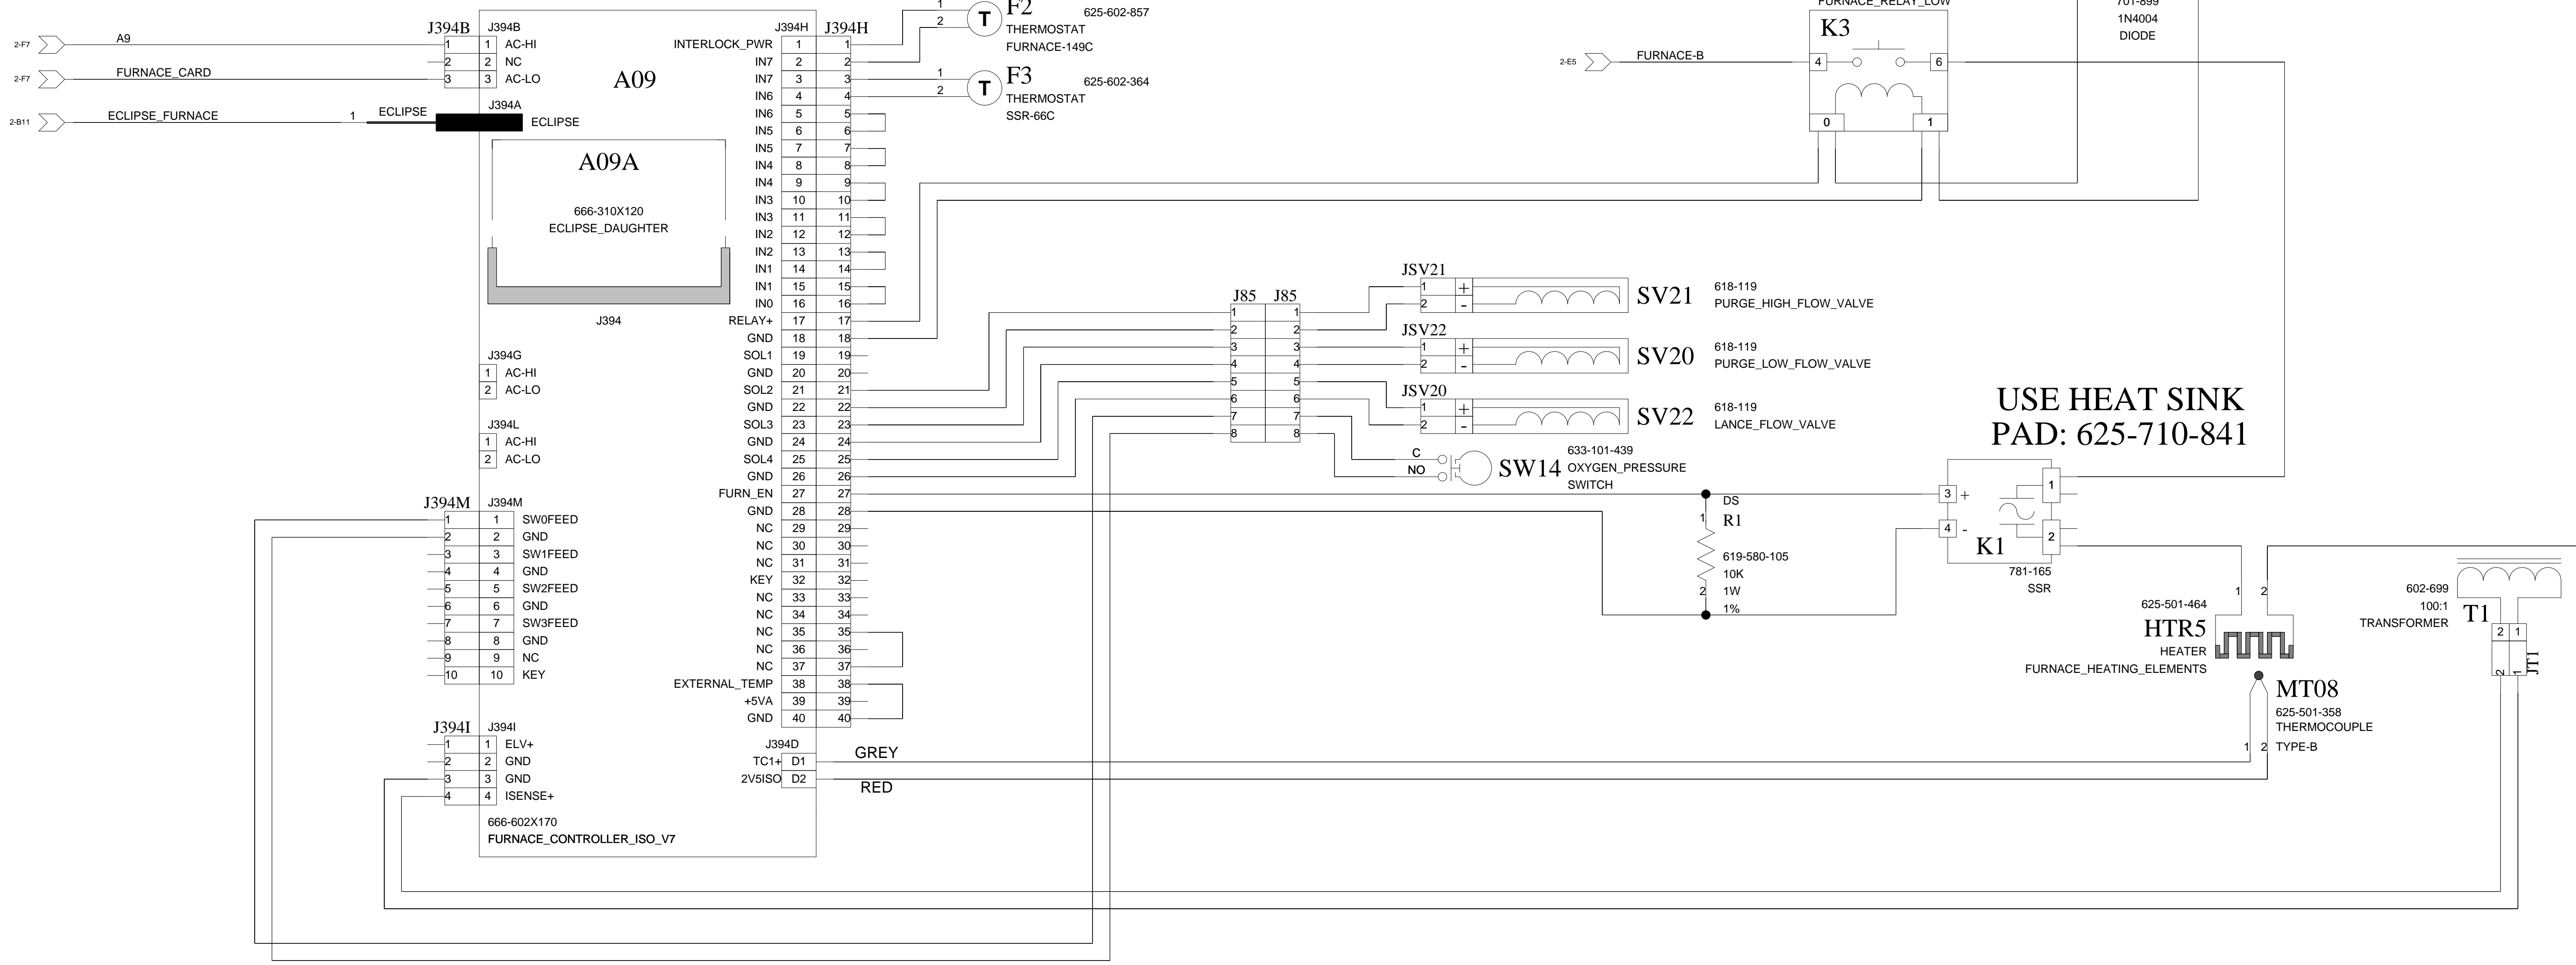 2-F7
A9
2-F7
FURNACE_CARD
2-B11
ECLIPSE_FURNACE
1
ECLIPSE
J394B
J394B
1 1 AC-HI
2 2 NC
3 3 AC-LO
J394A
ECLIPSE
A09
A09A
666-310X120
ECLIPSE_DAUGHTER
J394
J394G
1 AC-HI
2 AC-LO
J394L
1 AC-HI
2 AC-LO
J394M
J394M
1 1 SW0FEED
2 2 GND
3 3 SW1FEED
4 4 GND
5 5 SW2FEED
6 6 GND
7 7 SW3FEED
8 8 GND
9 9 NC
10 10 KEY
J394I
J394I
1 1 ELV+
2 2 GND
3 3 GND
4 4 ISENSE+
666-602X170
FURNACE_CONTROLLER_ISO_V7
J394H
J394H
INTERLOCK_PWR 1 1
IN7 2 2
IN7 3 3
IN6 4 4
IN6 5 5
IN5 6 6
IN5 7 7
IN4 8 8
IN4 9 9
IN3 10 10
IN3 11 11
IN2 12 12
IN2 13 13
IN1 14 14
IN1 15 15
IN0 16 16
RELAY+ 17 17
GND 18 18
SOL1 19 19
GND 20 20
SOL2 21 21
GND 22 22
SOL3 23 23
GND 24 24
SOL4 25 25
GND 26 26
FURN_EN 27 27
GND 28 28
NC 29 29
NC 30 30
NC 31 31
KEY 32 32
NC 33 33
NC 34 34
NC 35 35
NC 36 36
NC 37 37
EXTERNAL_TEMP 38 38
+5VA 39 39
GND 40 40
J394D
TC1+ D1
2V5ISO D2
GREY
RED
1
2
T
F2
625-602-857
THERMOSTAT
FURNACE-149C
1
2
T
F3
625-602-364
THERMOSTAT
SSR-66C
J85 J85
1 1
2 2
3 3
4 4
5 5
6 6
7 7
8 8
JSV21
1 +
2 -
SV21
618-119
PURGE_HIGH_FLOW_VALVE
JSV22
1 +
2 -
SV20
618-119
PURGE_LOW_FLOW_VALVE
JSV20
1 +
2 -
SV22
618-119
LANCE_FLOW_VALVE
C
NO
SW14
633-101-439
OXYGEN_PRESSURE
SWITCH
2-E5
FURNACE-B
FURNACE_RELAY_LOW
K3
4 6
0 1
701-899
1N4004
DIODE
USE HEAT SINK
PAD: 625-710-841
DS
1
R1
619-580-105
10K
2 1W
1%
3 +
4 -
1
2
K1
781-165
SSR
1 2
625-501-464
HTR5
HEATER
FURNACE_HEATING_ELEMENTS
MT08
625-501-358
THERMOCOUPLE
1 2 TYPE-B
602-699
100:1
TRANSFORMER
T1
2 1
2 1
JT1